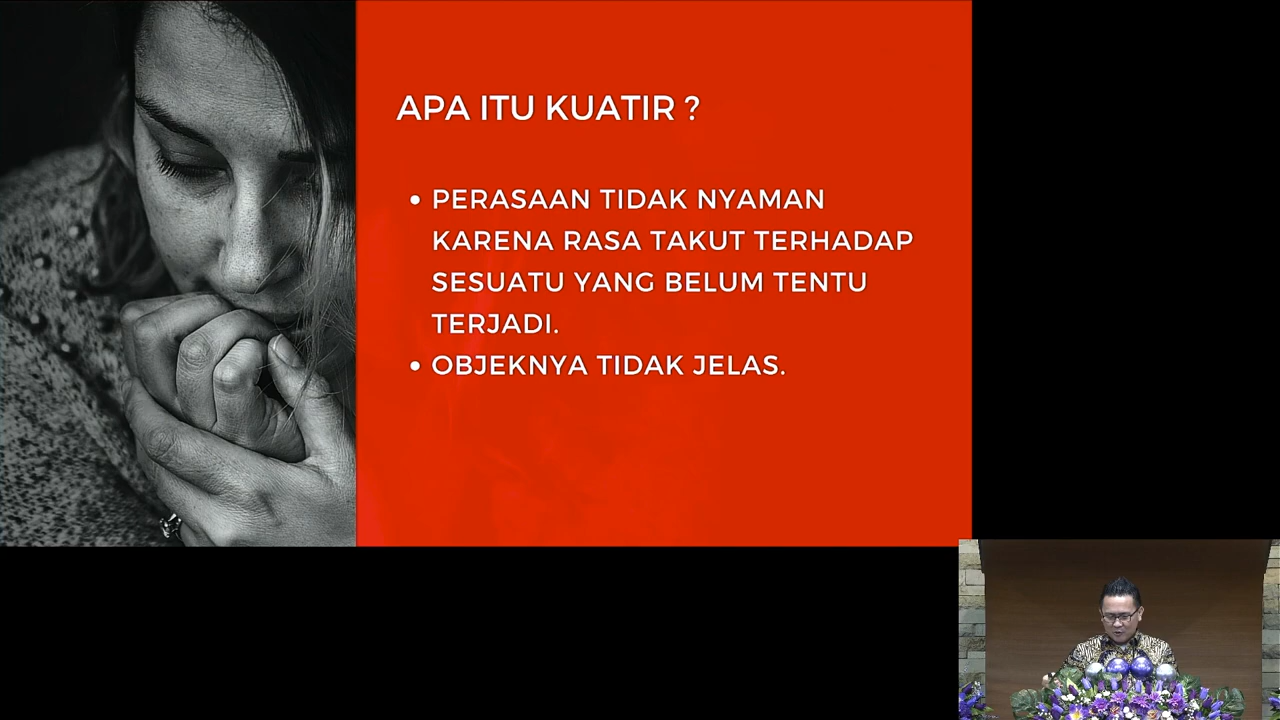 APA ITU KUATIR ?
• PERASAAN TIDAK NYAMAN
KARENA RASA TAKUT TERHADAP
SESUATU YANG BELUM TENTU
TERJADI.
• OBJEKNYA TIDAK JELAS.